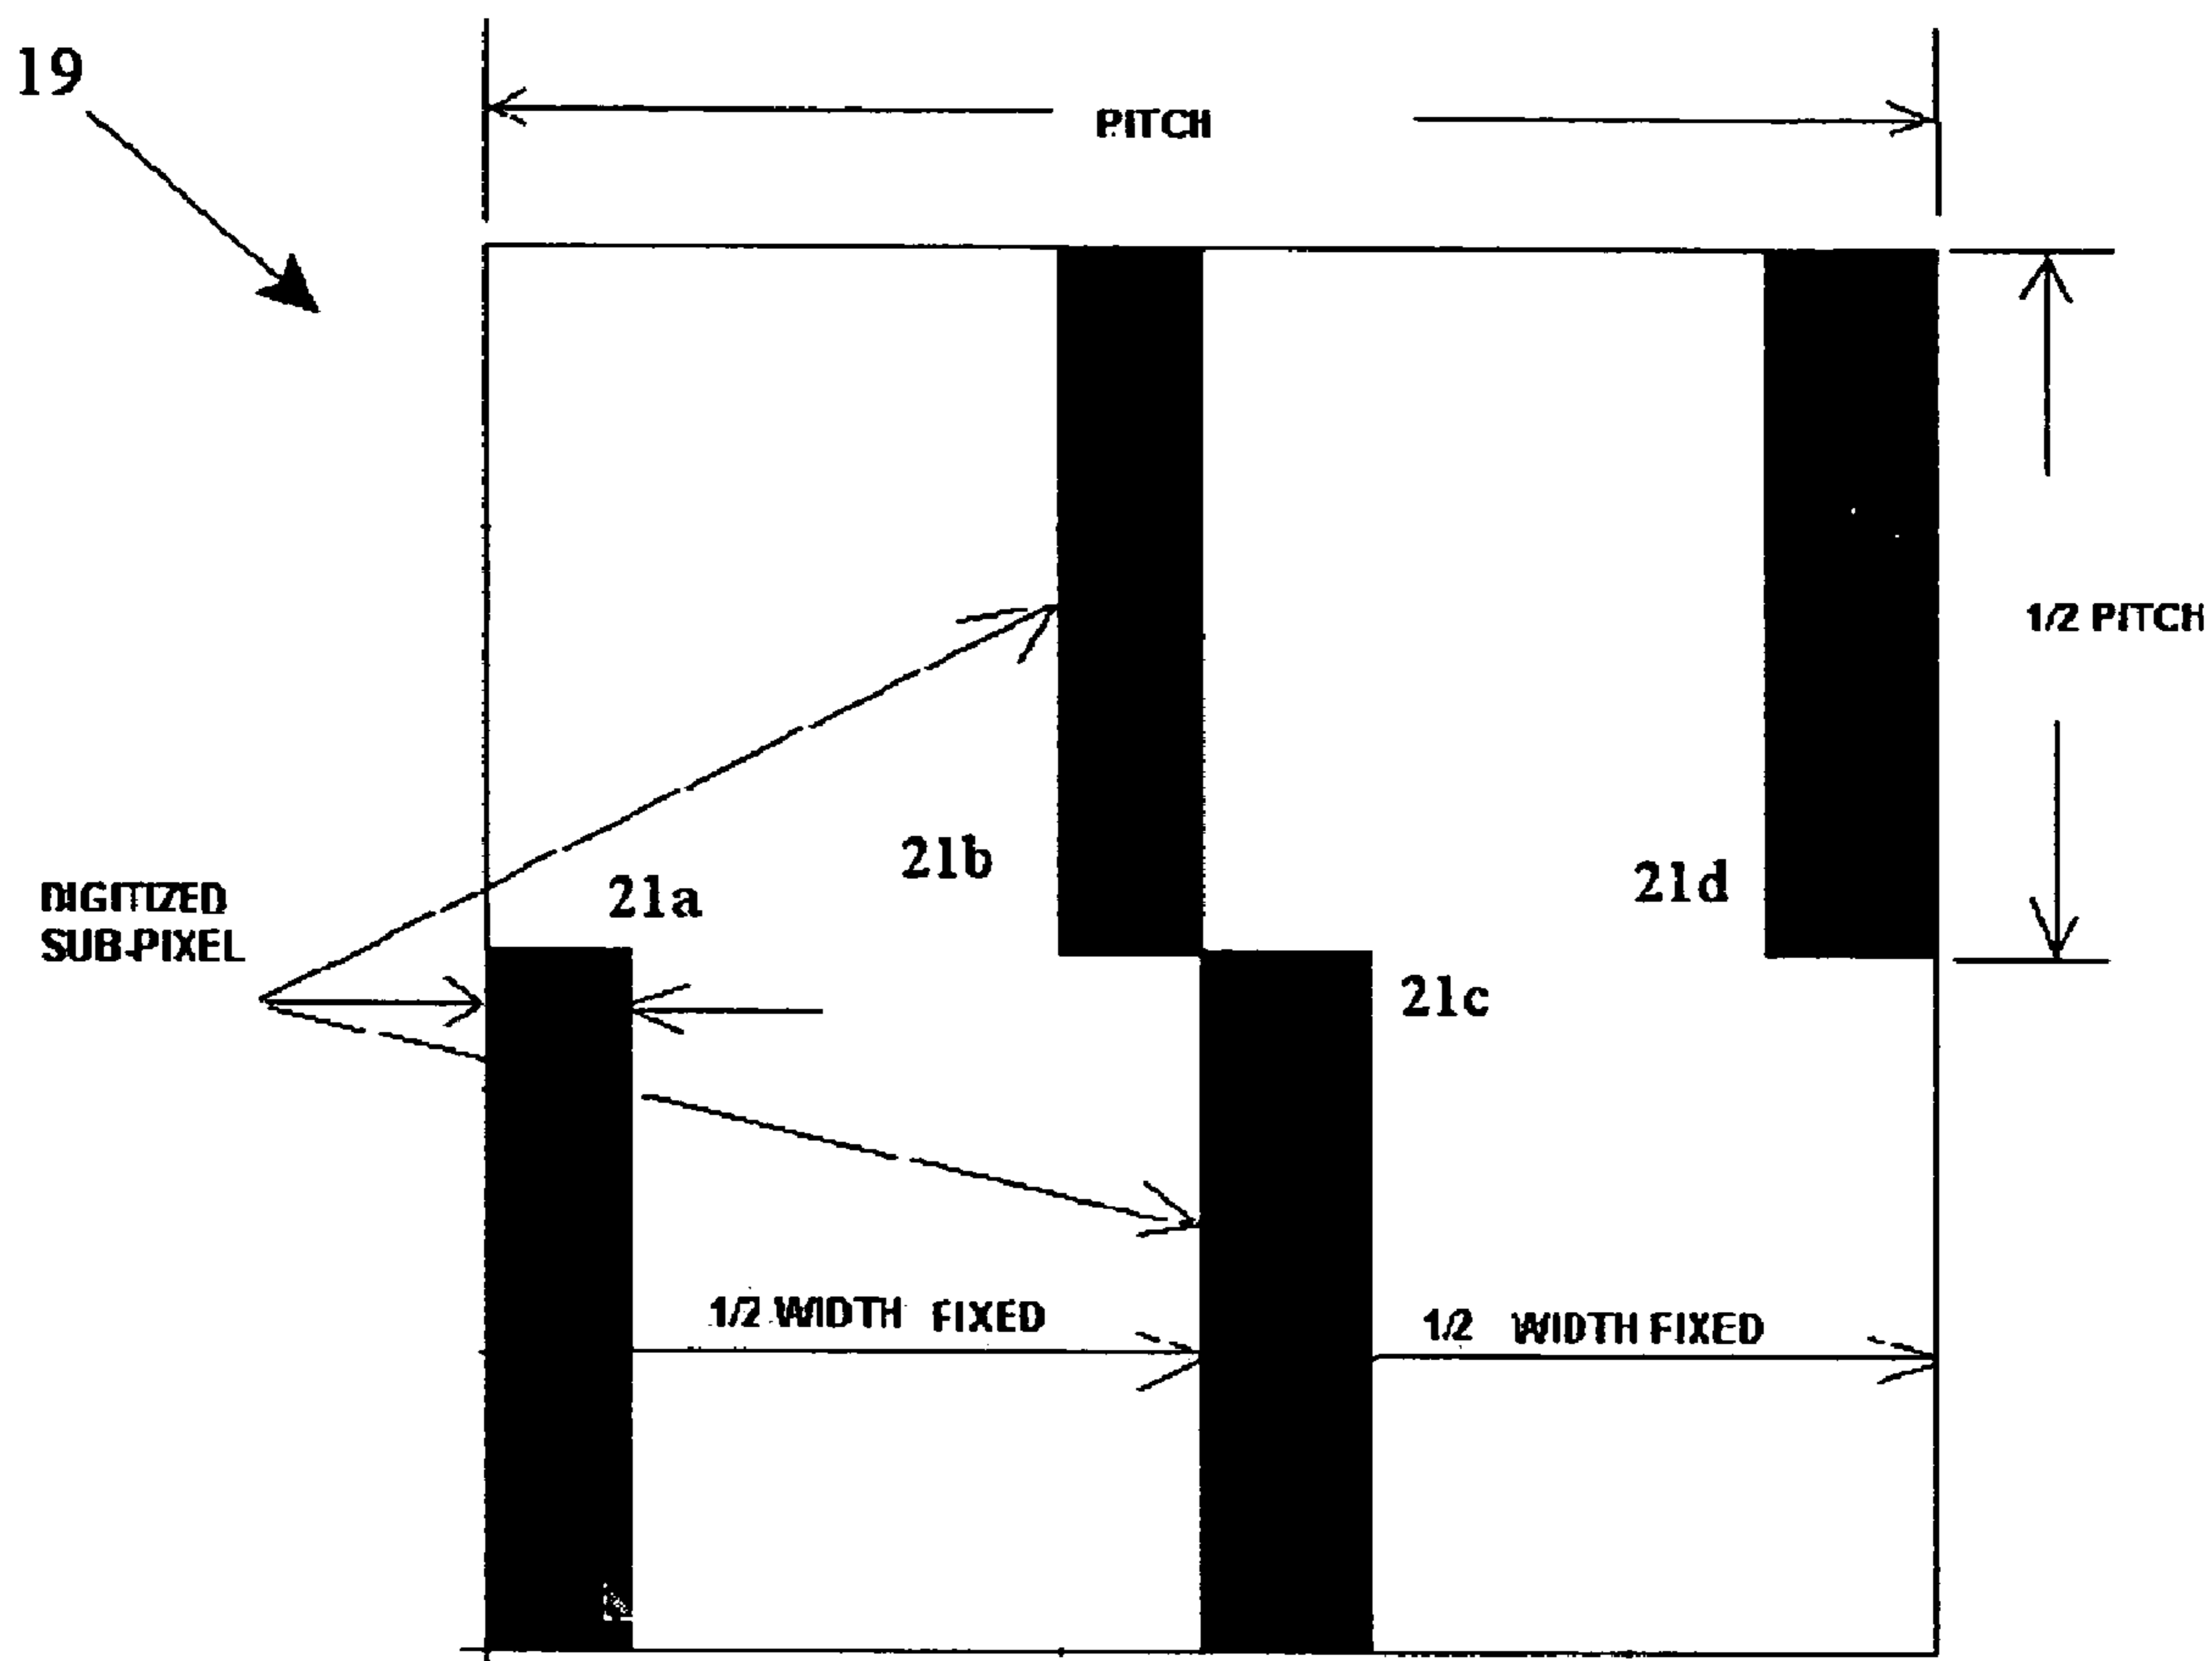 19
PITCH
1/2 PITCH
21b
21d
21a
DIGITIZED
SUB-PIXEL
21c
1/2 WIDTH FIXED
1/2 WIDTH FIXED